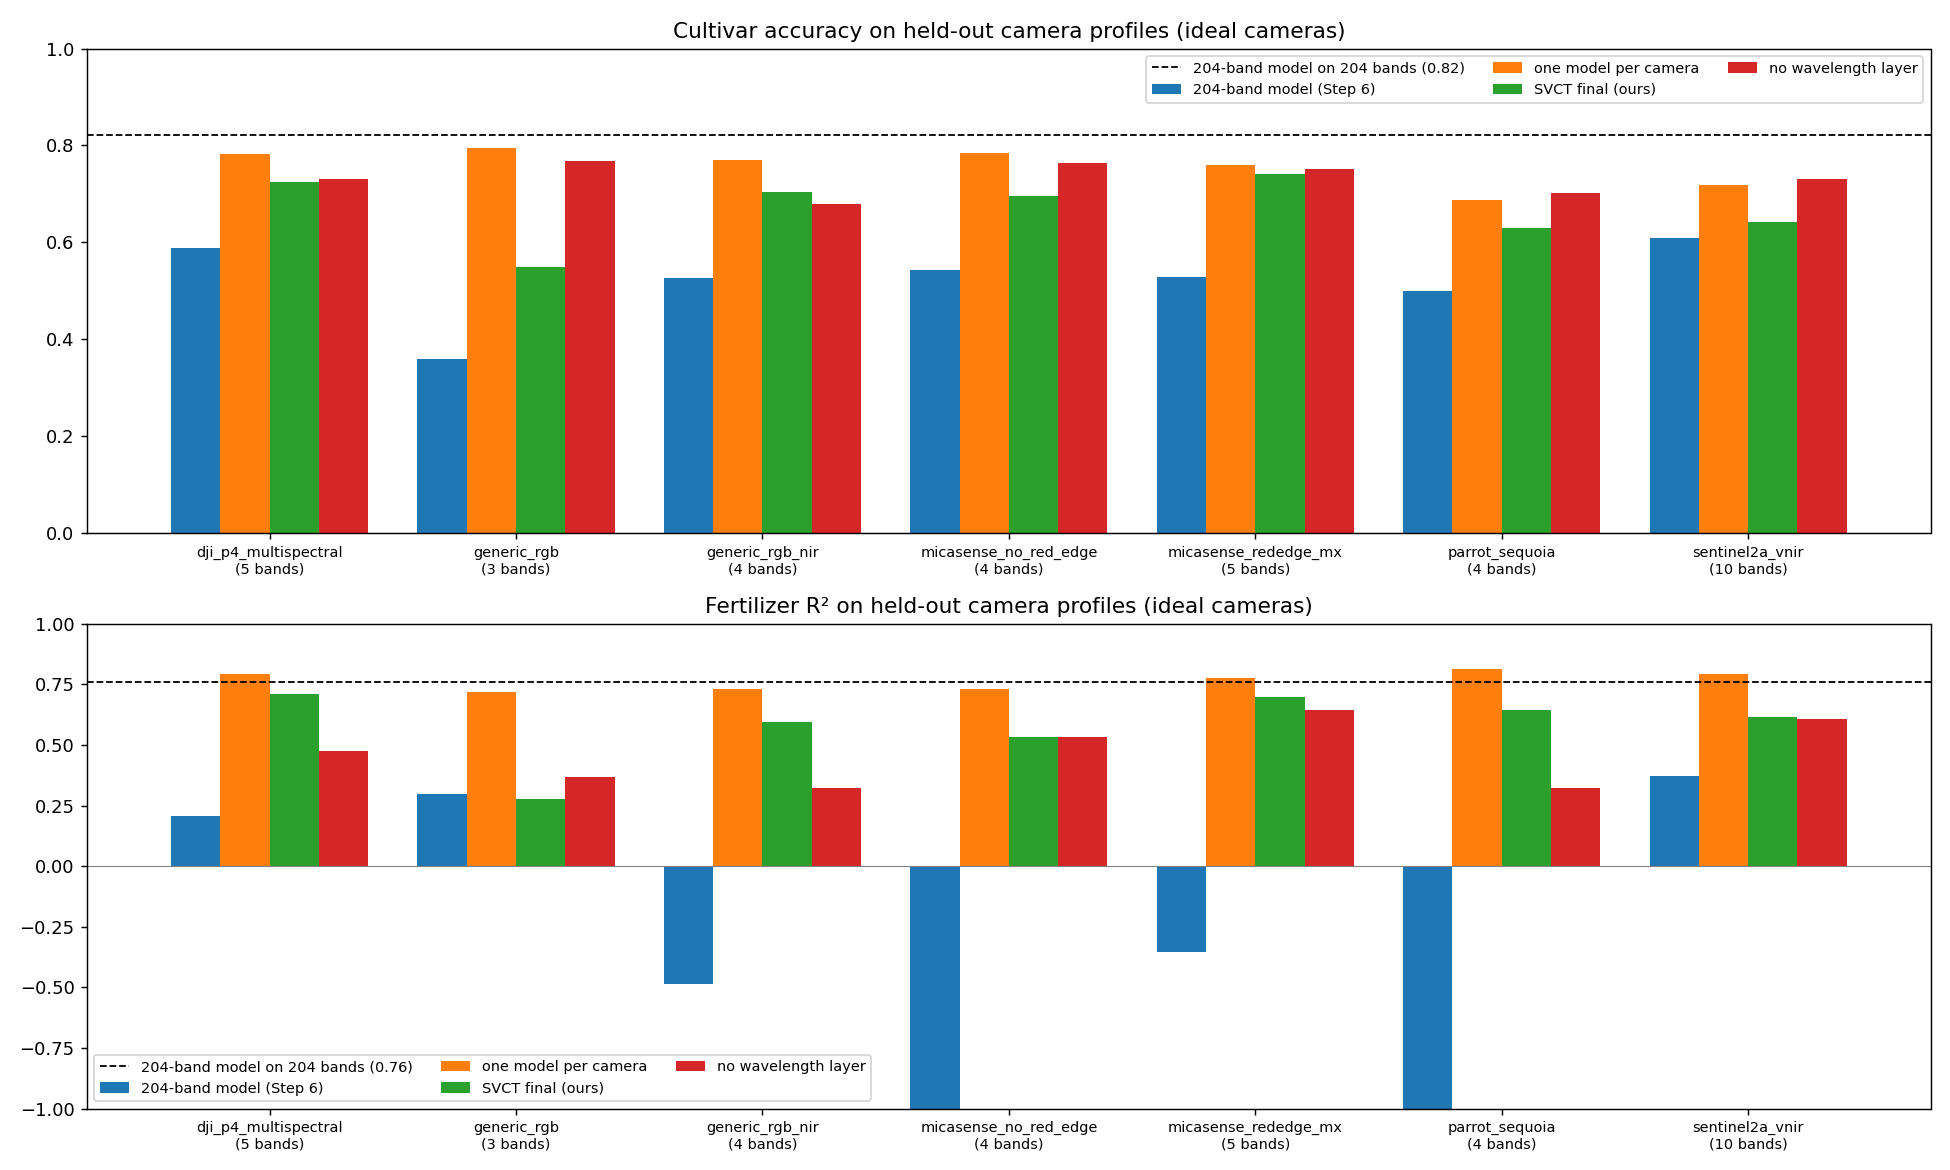 Cultivar accuracy on held-out camera profiles (ideal cameras)
1.0
0.8
0.6
0.4
0.2
0.0
204-band model on 204 bands (0.82)
204-band model (Step 6)
one model per camera
SVCT final (ours)
no wavelength layer
dji_p4_multispectral
(5 bands)
generic_rgb
(3 bands)
generic_rgb_nir
(4 bands)
micasense_no_red_edge
(4 bands)
micasense_rededge_mx
(5 bands)
parrot_sequoia
(4 bands)
sentinel2a_vnir
(10 bands)
Fertilizer R² on held-out camera profiles (ideal cameras)
1.00
0.75
0.50
0.25
0.00
−0.25
−0.50
−0.75
−1.00
204-band model on 204 bands (0.76)
204-band model (Step 6)
one model per camera
SVCT final (ours)
no wavelength layer
dji_p4_multispectral
(5 bands)
generic_rgb
(3 bands)
generic_rgb_nir
(4 bands)
micasense_no_red_edge
(4 bands)
micasense_rededge_mx
(5 bands)
parrot_sequoia
(4 bands)
sentinel2a_vnir
(10 bands)